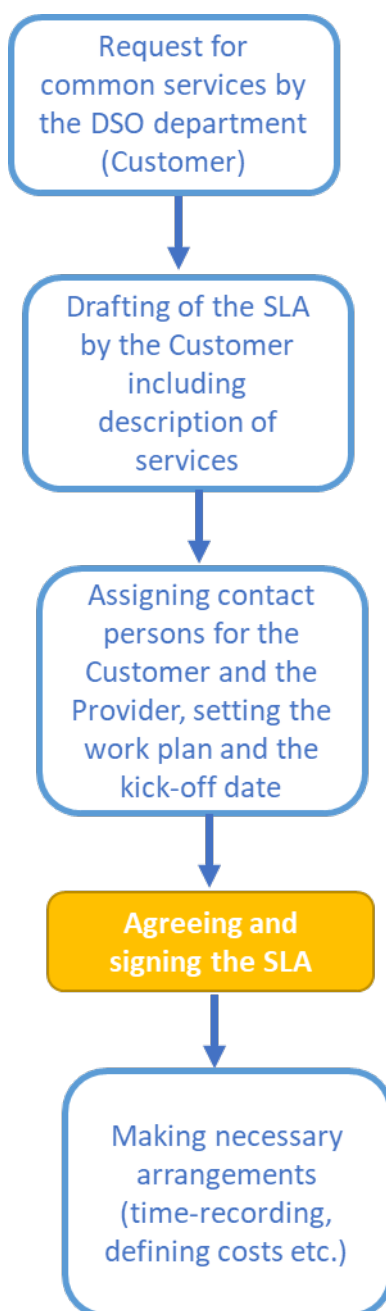 Request for
common services by
the DSO department
(Customer)
Drafting of the SLA
by the Customer
including
description of
services
Assigning contact
persons for the
Customer and the
Provider, setting the
work plan and the
kick-off date
Agreeing and
signing the SLA
Making necessary
arrangements
(time-recording,
defining costs etc.)